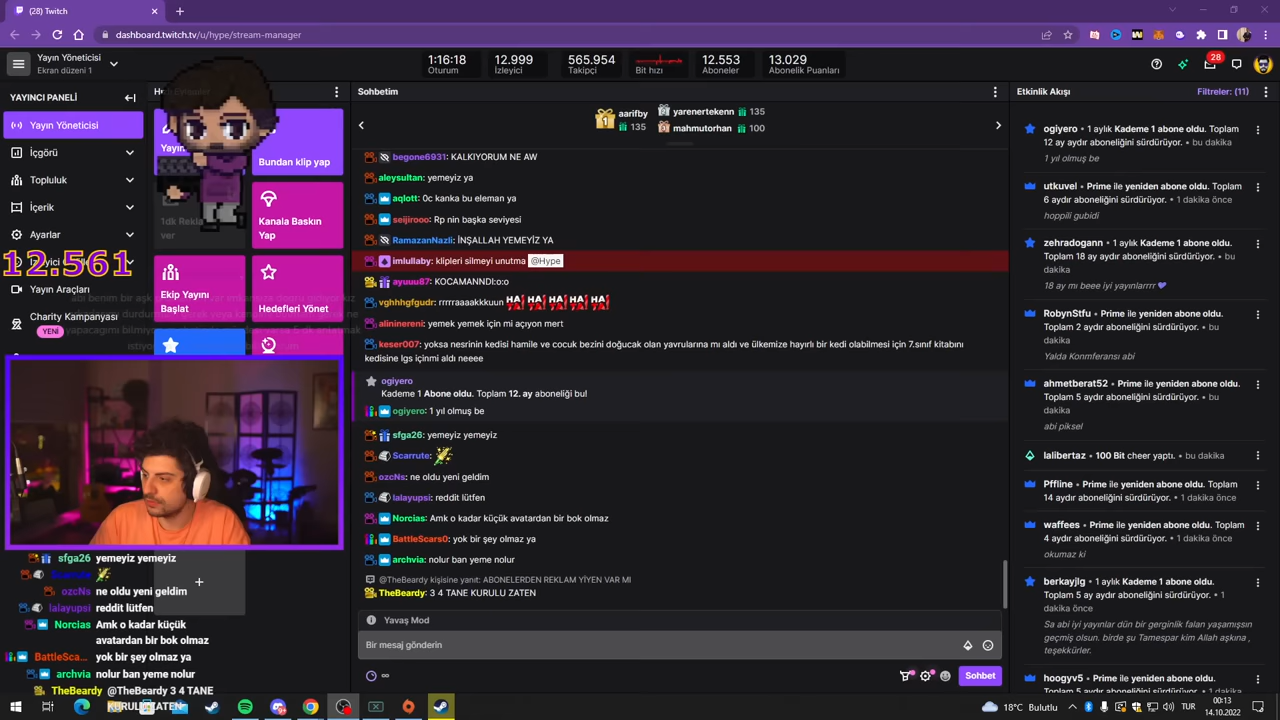 (28) Twitch
dashboard.twitch.tv/u/hype/stream-manager
Yayın Yöneticisi
Ekran düzeni 1
1:16:18
Oturum
12.999
İzleyici
565.954
Takipçi
Bit hızı
12.553
Aboneler
13.029
Abonelik Puanları
28
YAYINCI PANELİ
Yayın Yöneticisi
İçgörü
Topluluk
İçerik
Ayarlar
12.561
Yayın Araçları
Charity Kampanyası
YENİ
Bundan klip yap
1dk Rekla
ver
Kanala Baskın
Yap
Ekip Yayını
Başlat
Hedefleri Yönet
Sohbetim
1
aarifby
135
2 yarenertekenn 135
3 mahmutorhan 100
begone6931: KALKIYORUM NE AW
aleysultan: yemeyiz ya
aqlott: 0c kanka bu eleman ya
seijirooo: Rp nin başka seviyesi
RamazanNazli: İNŞALLAH YEMEYİZ YA
imlullaby: klipleri silmeyi unutma @Hype
ayuuu87: KOCAMANNDI:o:o
vghhhgfgudr: rrrraaaakkkuun HA! HA! HA! HA! HA!
alininereni: yemek yemek için mi açıyon mert
keser007: yoksa nesrinin kedisi hamile ve cocuk bezini doğucak olan yavrularına mı aldı ve ülkemize hayırlı bir kedi olabilmesi için 7.sınıf kitabını
kedisine lgs içinmi aldı neeee
ogiyero
Kademe 1 Abone oldu. Toplam 12. ay aboneliği bu!
ogiyero: 1 yıl olmuş be
sfga26: yemeyiz yemeyiz
Scarrute:
ozcNs: ne oldu yeni geldim
lalayupsi: reddit lütfen
Norcias: Amk o kadar küçük avatardan bir bok olmaz
BattleScars0: yok bir şey olmaz ya
archvia: nolur ban yeme nolur
@TheBeardy kişisine yanıt: ABONELERDEN REKLAM YİYEN VAR MI
TheBeardy: 3 4 TANE KURULU ZATEN
Yavaş Mod
Bir mesaj gönderin
Sohbet
Etkinlik Akışı
Filtreler: (11)
ogiyero • 1 aylık Kademe 1 abone oldu. Toplam
12 ay aydır aboneliğini sürdürüyor. • bu dakika
1 yıl olmuş be
utkuvel • Prime ile yeniden abone oldu. Toplam
6 aydır aboneliğini sürdürüyor. • 1 dakika önce
hoppili gubidi
zehradogann • 1 aylık Kademe 1 abone oldu.
Toplam 18 ay aydır aboneliğini sürdürüyor. • bu
dakika
18 ay mı beee iyi yayınlarrrr
RobynStfu • Prime ile yeniden abone oldu.
Toplam 2 aydır aboneliğini sürdürüyor. • bu
dakika
Yalda Konmferansı abi
ahmetberat52 • Prime ile yeniden abone oldu.
Toplam 5 aydır aboneliğini sürdürüyor. • bu
dakika
abi piksel
lalibertaz • 100 Bit cheer yaptı. • bu dakika
Pffline • Prime ile yeniden abone oldu. Toplam
14 aydır aboneliğini sürdürüyor. • 1 dakika önce
waffees • Prime ile yeniden abone oldu. Toplam
4 aydır aboneliğini sürdürüyor. • 1 dakika önce
okumaz ki
berkayjlg • 1 aylık Kademe 1 abone oldu.
Toplam 5 ay aydır aboneliğini sürdürüyor. • 1
dakika önce
Sa abi iyi yayınlar dün bir gerginlik falan yaşamışsın
geçmiş olsun. birde şu Tamespar kim Allah aşkına ,
teşekkürler.
hoogyv5 • Prime ile yeniden abone oldu.
sfga26 yemeyiz yemeyiz
Scarrute
ozcNs ne oldu yeni geldim
lalayupsi reddit lütfen
Norcias Amk o kadar küçük
avatardan bir bok olmaz
BattleSca... yok bir şey olmaz ya
archvia nolur ban yeme nolur
TheBeardy @TheBeardy 3 4 TANE
KURULU ZATEN
18°C Bulutlu
TUR
00:13
14.10.2022